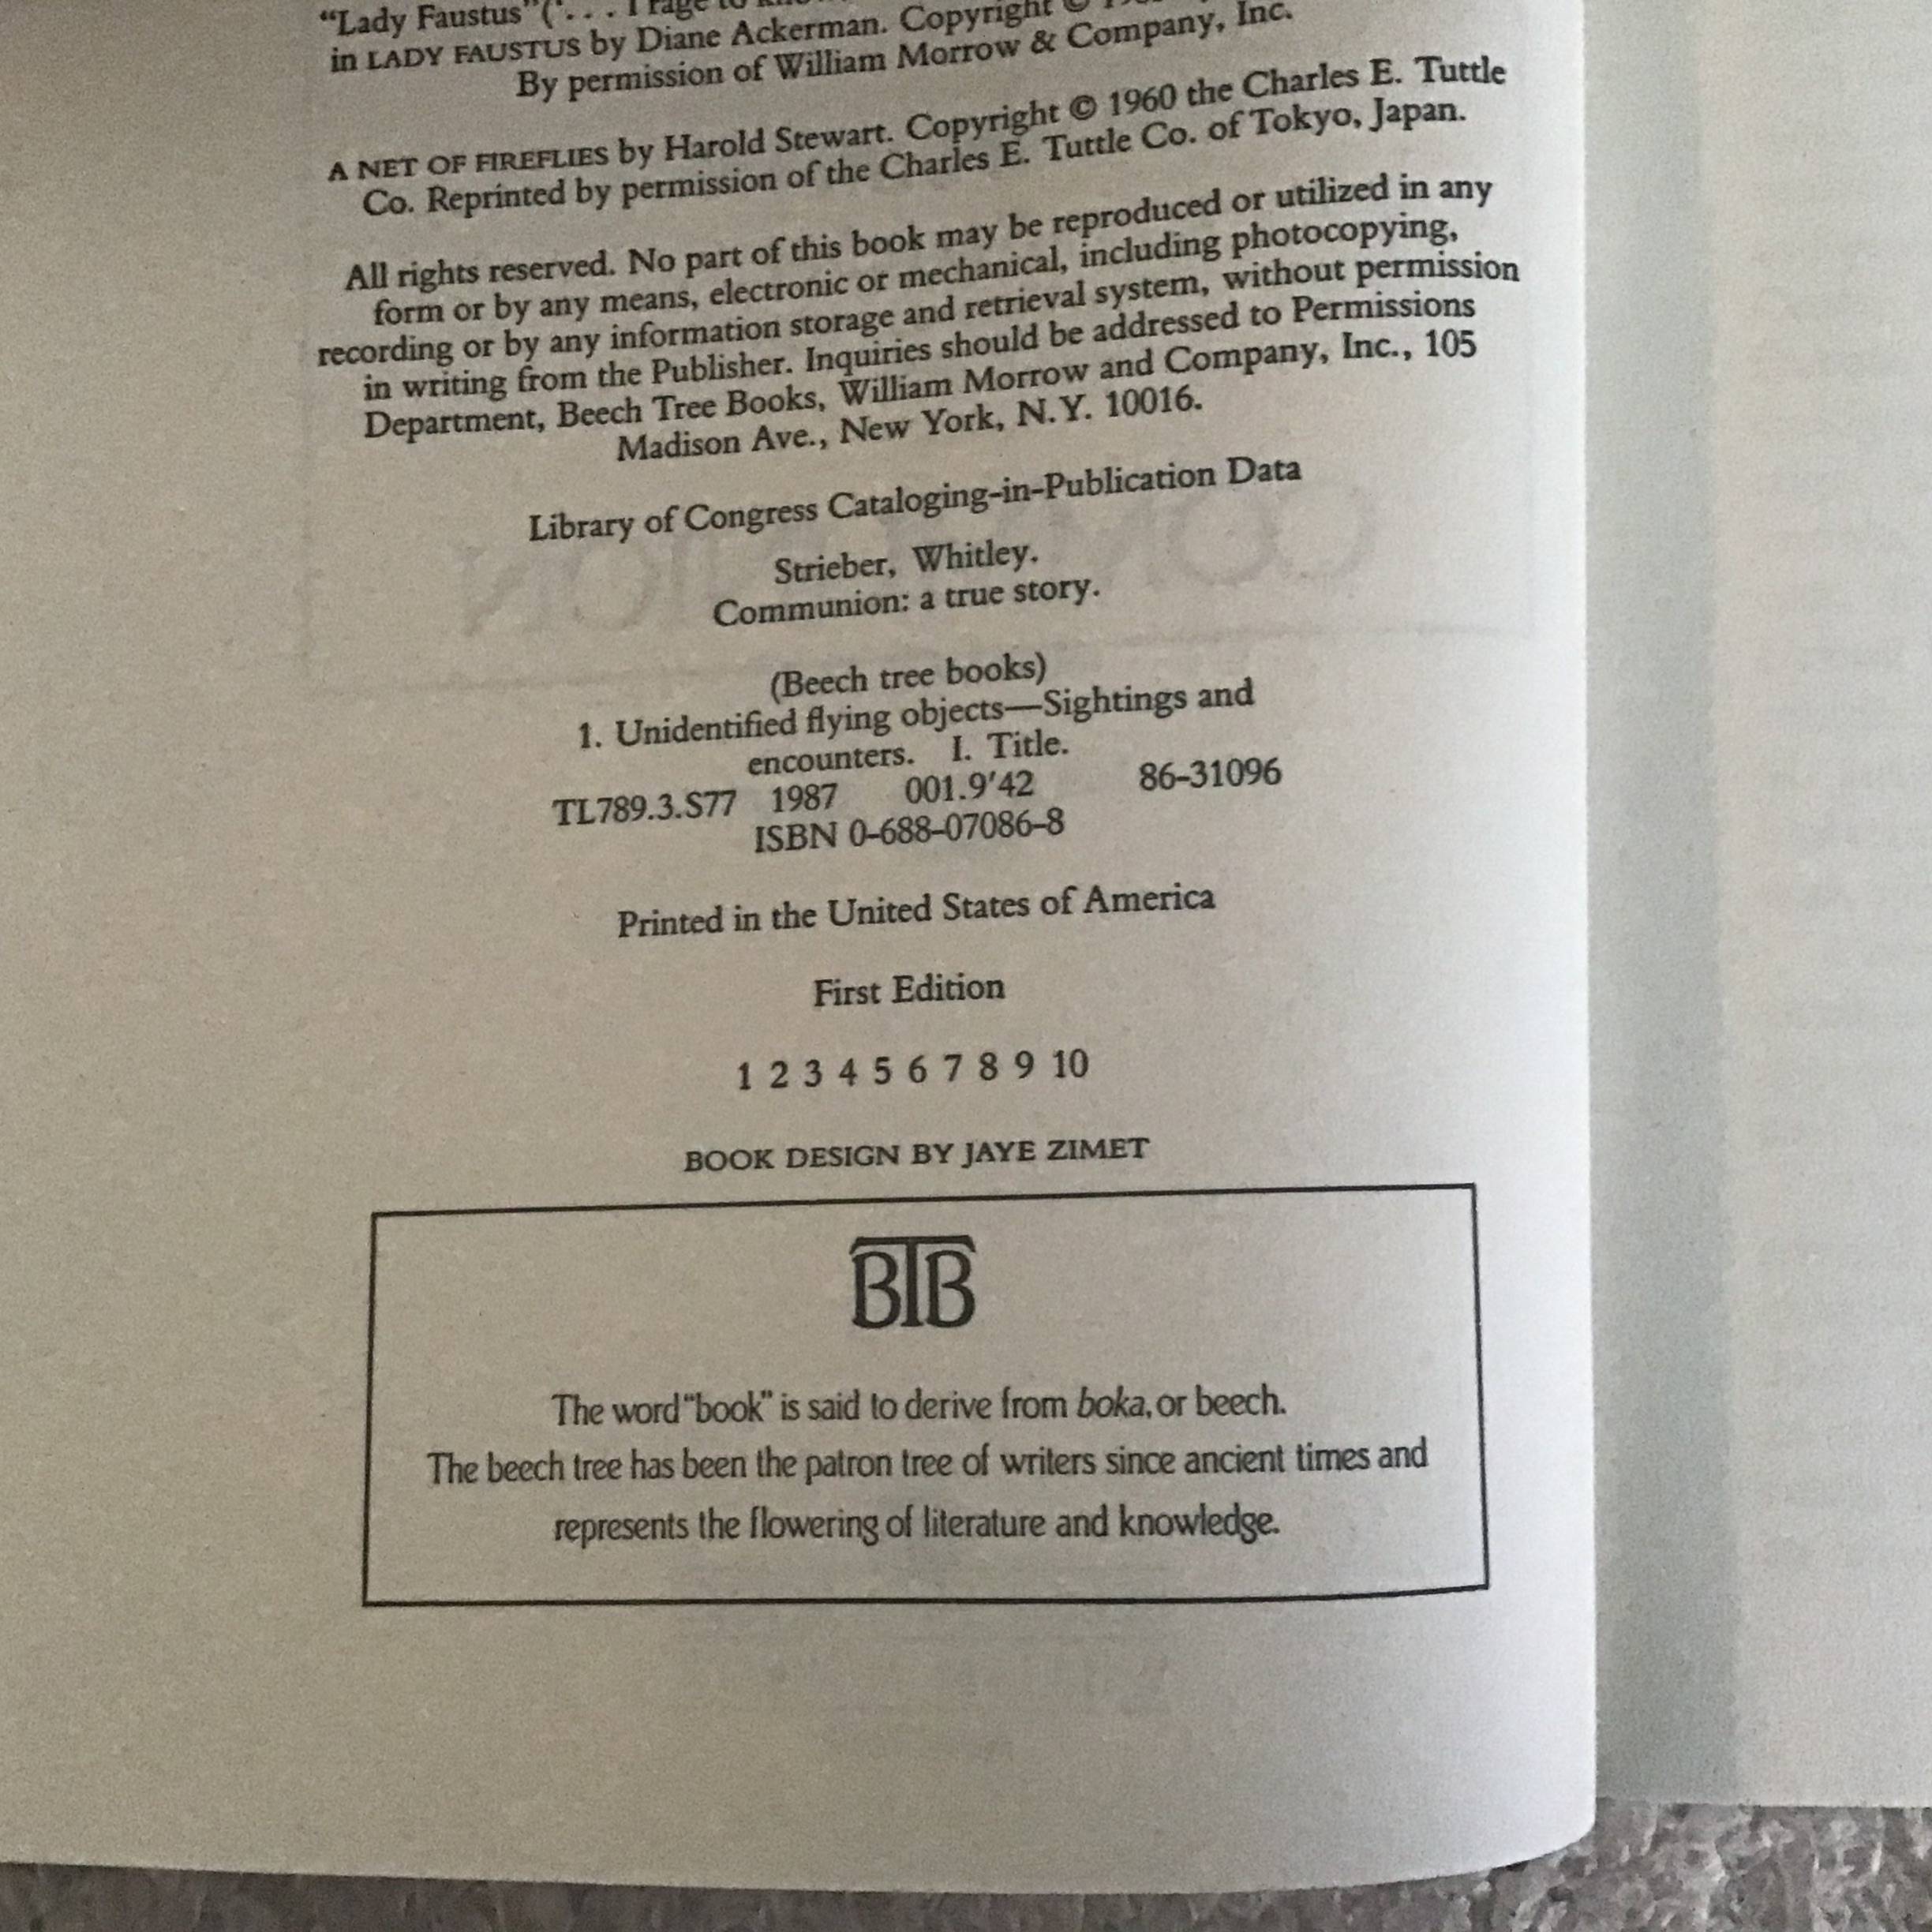 “Lady Faustus” (‘. . . I rage to
in LADY FAUSTUS by Diane Ackerman. Copyright ©
By permission of William Morrow & Company, Inc.
A NET OF FIREFLIES by Harold Stewart. Copyright © 1960 the Charles E. Tuttle
Co. Reprinted by permission of the Charles E. Tuttle Co. of Tokyo, Japan.
All rights reserved. No part of this book may be reproduced or utilized in any
form or by any means, electronic or mechanical, including photocopying,
recording or by any information storage and retrieval system, without permission
in writing from the Publisher. Inquiries should be addressed to Permissions
Department, Beech Tree Books, William Morrow and Company, Inc., 105
Madison Ave., New York, N.Y. 10016.
Library of Congress Cataloging-in-Publication Data
Strieber, Whitley.
Communion: a true story.
(Beech tree books)
1. Unidentified flying objects—Sightings and
encounters. I. Title.
TL789.3.S77 1987 001.9′42 86-31096
ISBN 0-688-07086-8
Printed in the United States of America
First Edition
1 2 3 4 5 6 7 8 9 10
BOOK DESIGN BY JAYE ZIMET
BTB
The word “book” is said to derive from boka, or beech.
The beech tree has been the patron tree of writers since ancient times and
represents the flowering of literature and knowledge.